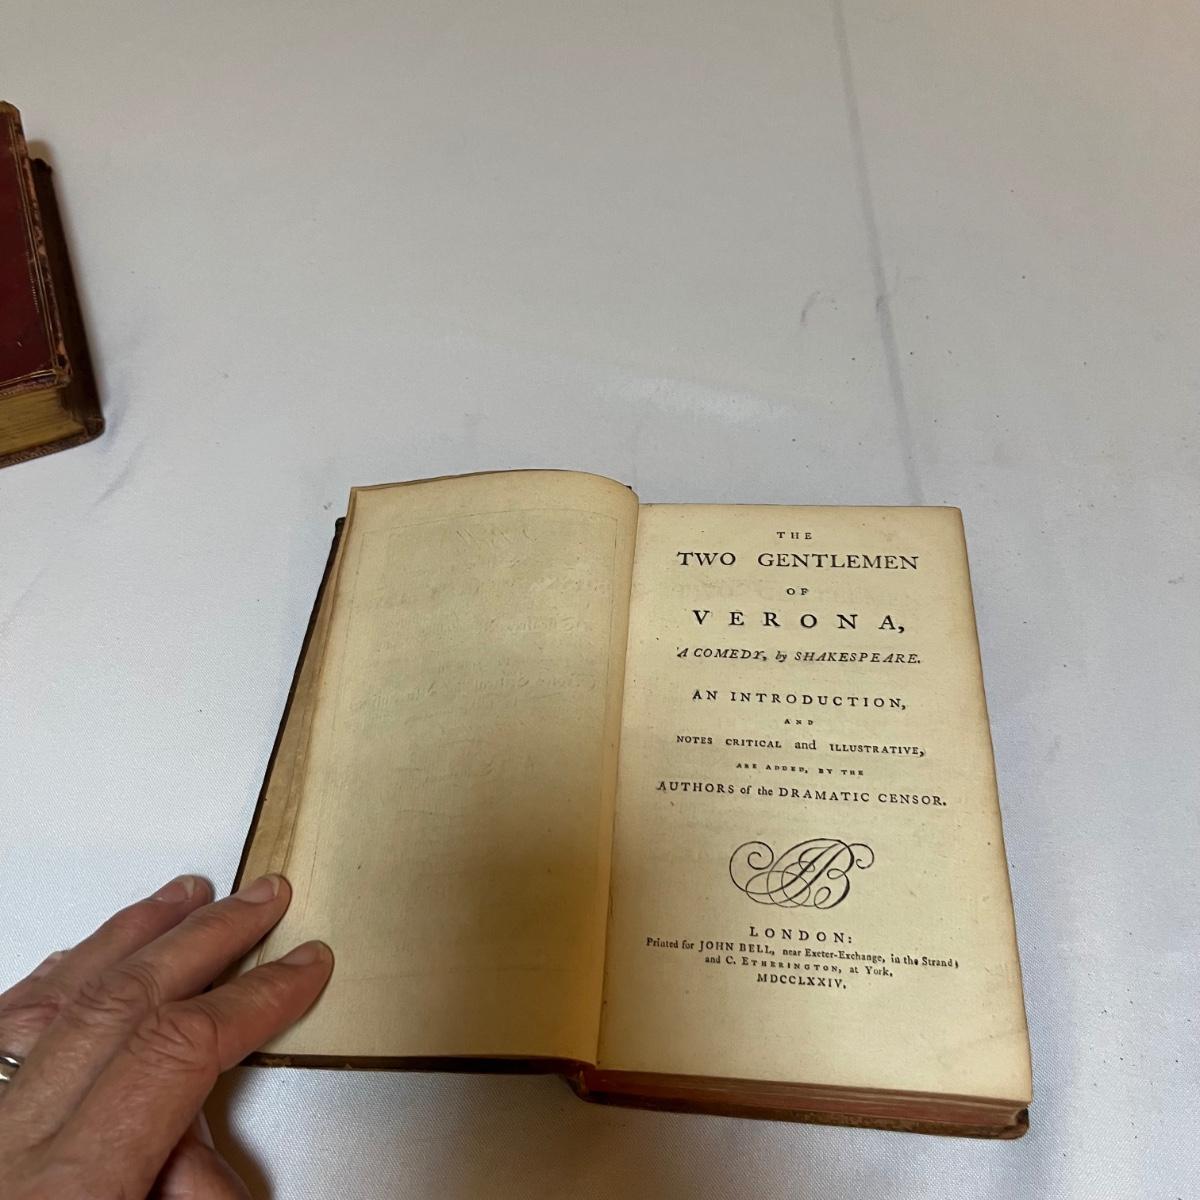 THE
TWO GENTLEMEN
OF
VERONA,
A COMEDY, by SHAKESPEARE.
AN INTRODUCTION,
AND
NOTES CRITICAL and ILLUSTRATIVE,
ARE ADDED, BY THE
AUTHORS of the DRAMATIC CENSOR.
JB
LONDON:
Printed for JOHN BELL, near Exeter-Exchange, in the Strand;
and C. ETHERINGTON, at York.
MDCCLXXIV.